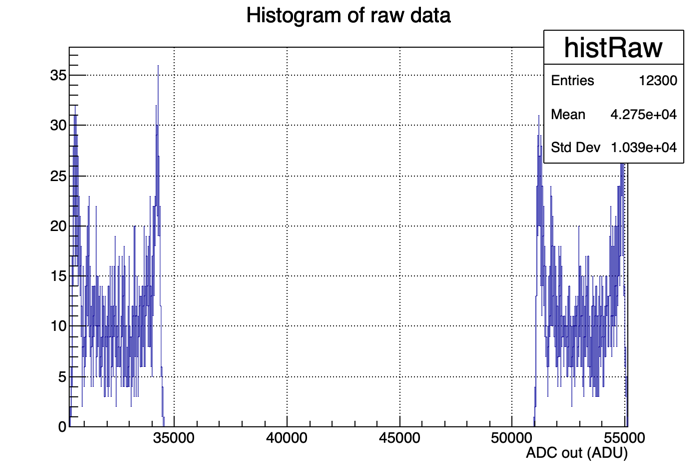 Histogram of raw data
histRaw
Entries 12300
Mean 4.275e+04
Std Dev 1.039e+04
35
30
25
20
15
10
5
0
35000 40000 45000 50000 55000
ADC out (ADU)